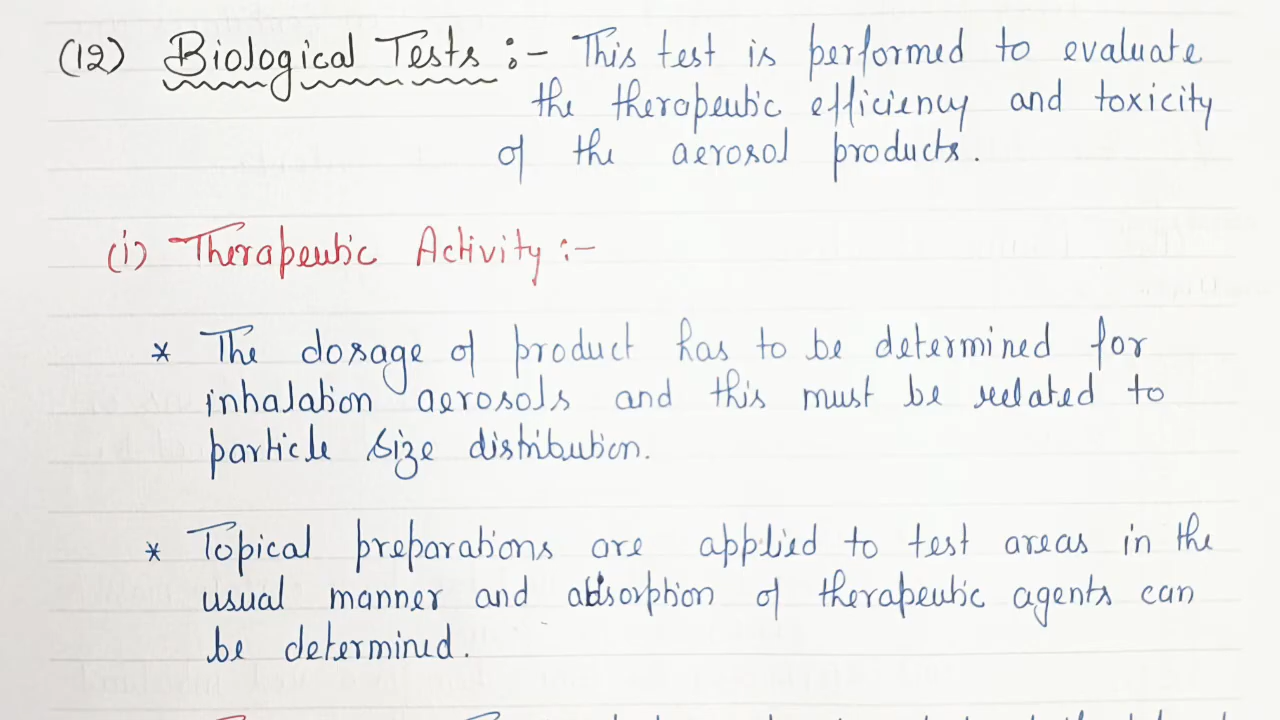 (12) Biological Tests :- This test is performed to evaluate
the therapeutic efficiency and toxicity
of the aerosol products.
(i) Therapeutic Activity :-
* The dosage of product has to be determined for
inhalation aerosols and this must be related to
particle size distribution.
* Topical preparations are applied to test areas in the
usual manner and absorption of therapeutic agents can
be determined.